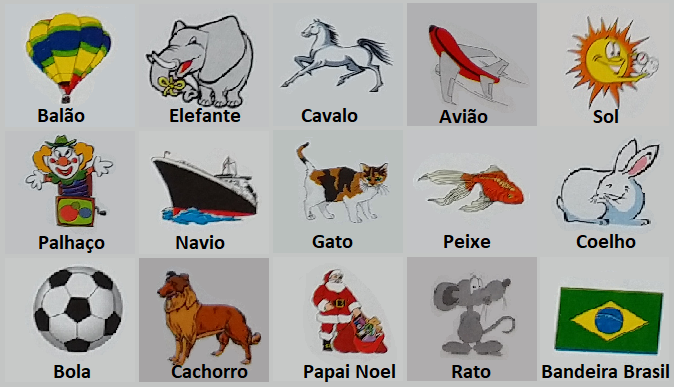 Balão Elefante Cavalo Avião Sol
Palhaço Navio Gato Peixe Coelho
Bola Cachorro Papai Noel Rato Bandeira Brasil